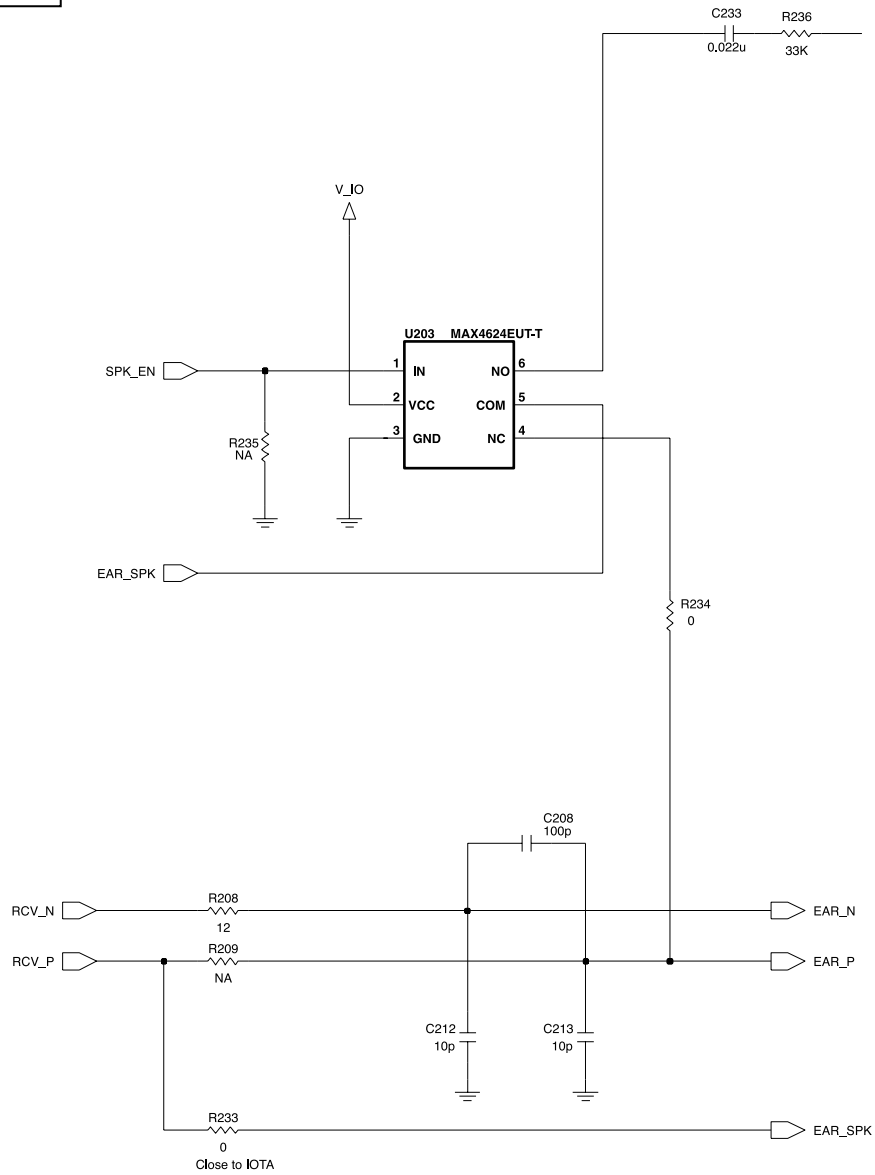 C233 R236
0.022u 33K
V_IO
U203 MAX4624EUT-T
SPK_EN 1 IN NO 6
2 VCC COM 5
3 GND NC 4
R235
NA
EAR_SPK
R234
0
C208
100p
RCV_N R208 EAR_N
12
RCV_P R209 EAR_P
NA
C212 C213
10p 10p
R233 EAR_SPK
0
Close to IOTA